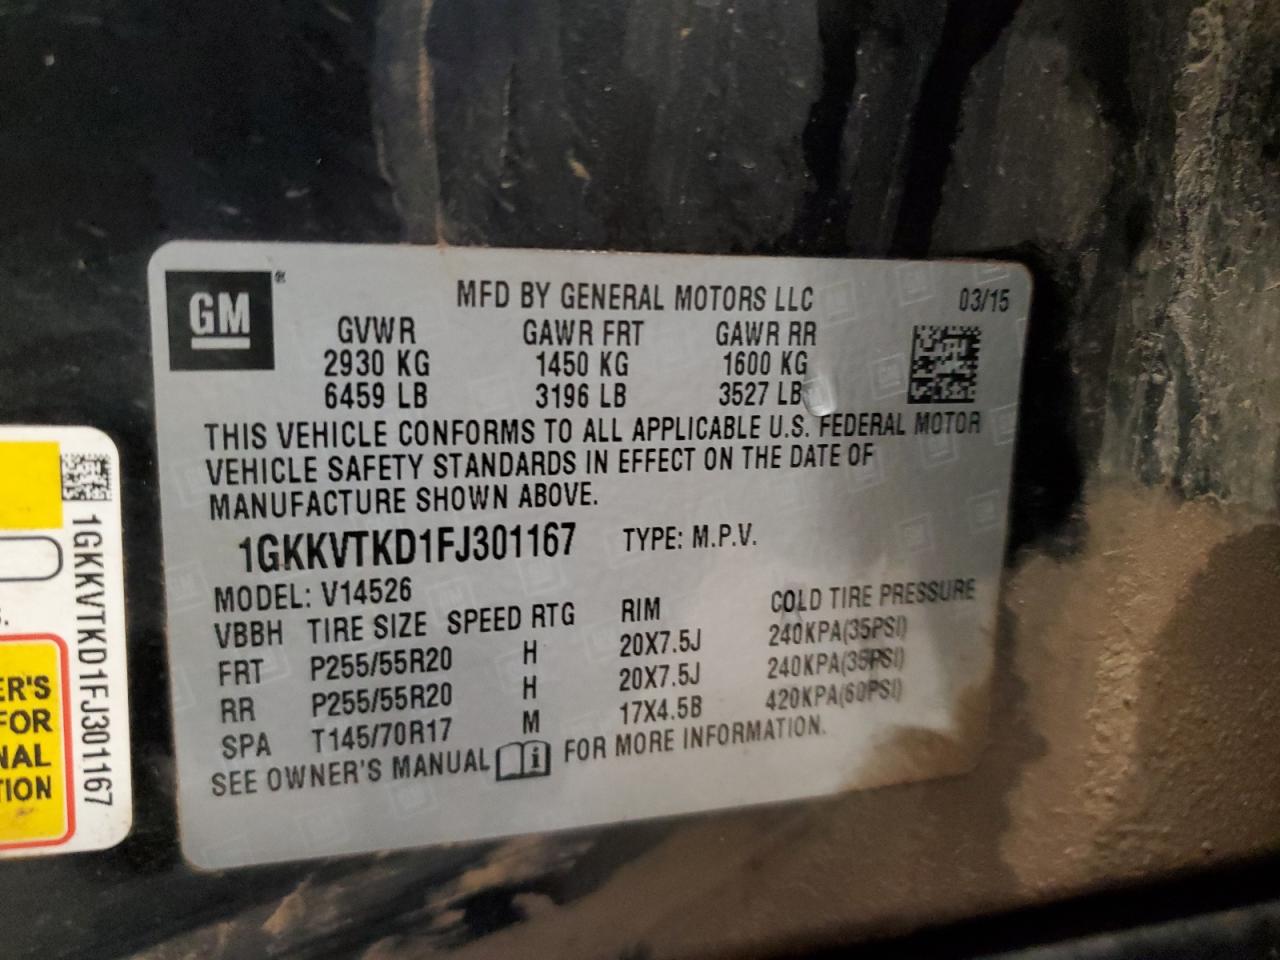 GM®
MFD BY GENERAL MOTORS LLC 03/15
GVWR GAWR FRT GAWR RR
2930 KG 1450 KG 1600 KG
6459 LB 3196 LB 3527 LB
THIS VEHICLE CONFORMS TO ALL APPLICABLE U.S. FEDERAL MOTOR
VEHICLE SAFETY STANDARDS IN EFFECT ON THE DATE OF
MANUFACTURE SHOWN ABOVE.
1GKKVTKD1FJ301167 TYPE: M.P.V.
MODEL: V14526
VBBH TIRE SIZE SPEED RTG RIM COLD TIRE PRESSURE
FRT P255/55R20 H 20X7.5J 240KPA(35PSI)
RR P255/55R20 H 20X7.5J 240KPA(35PSI)
SPA T145/70R17 M 17X4.5B 420KPA(60PSI)
SEE OWNER'S MANUAL i FOR MORE INFORMATION.
1GKKVTKD1FJ301167
ER'S
FOR
NAL
TION